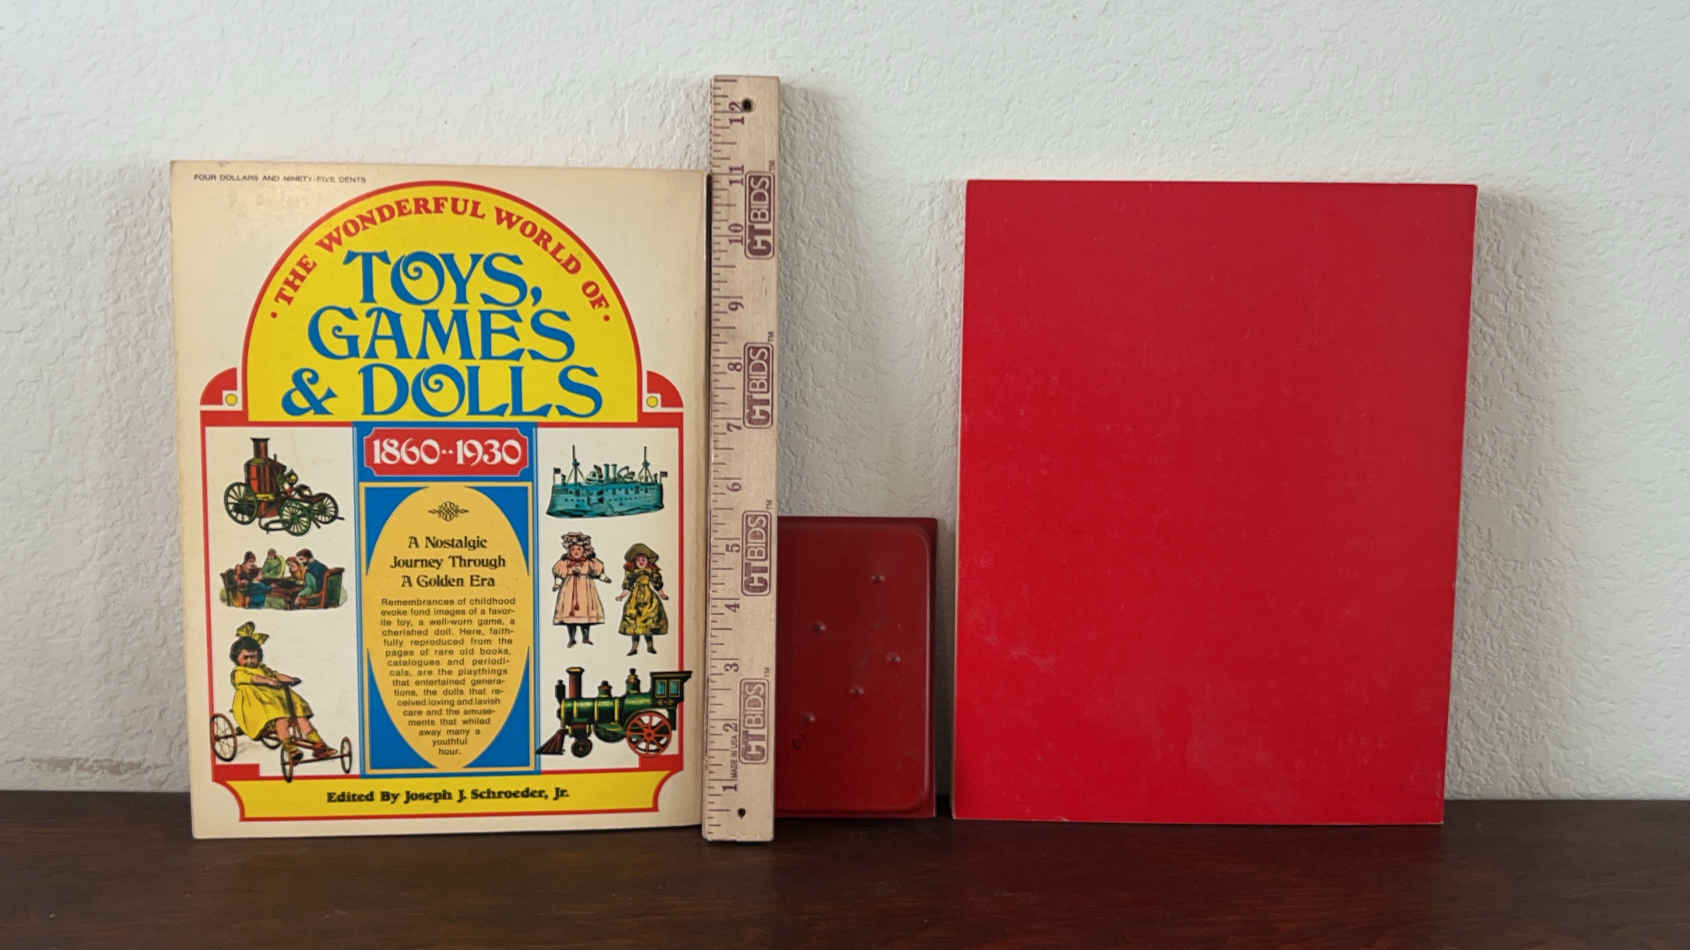 FOUR DOLLARS AND NINETY-FIVE CENTS
• THE WONDERFUL WORLD OF •
TOYS,
GAMES
& DOLLS
1860··1930
A Nostalgic
Journey Through
A Golden Era
Remembrances of childhood
evoke fond images of a favor-
ite toy, a well-worn game, a
cherished doll. Here, faith-
fully reproduced from the
pages of rare old books,
catalogues and periodi-
cals, are the playthings
that entertained genera-
tions, the dolls that re-
ceived loving and lavish
care and the amuse-
ments that whiled
away many a
youthful
hour.
Edited By Joseph J. Schroeder, Jr.
1 2 3 4 5 6 7 8 9 10 11 12
MADE IN USA
CTBIDS™
CTBIDS™
CTBIDS™
CTBIDS™